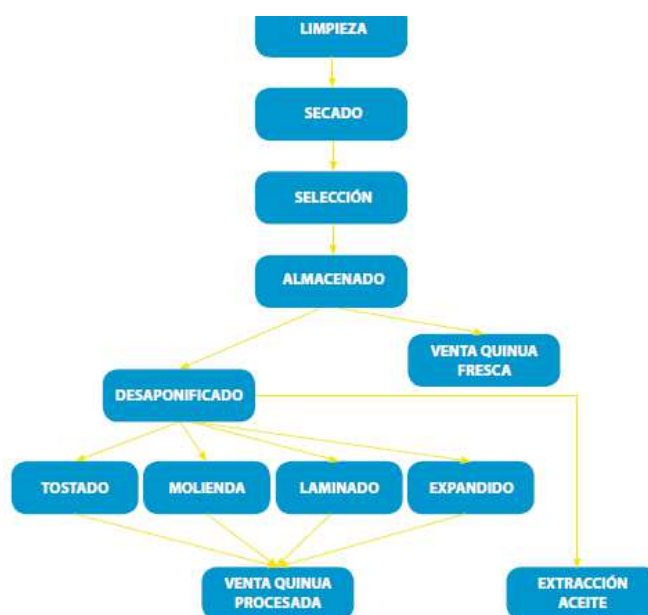 LIMPIEZA
SECADO
SELECCIÓN
ALMACENADO
VENTA QUINUA
FRESCA
DESAPONIFICADO
TOSTADO
MOLIENDA
LAMINADO
EXPANDIDO
VENTA QUINUA
PROCESADA
EXTRACCIÓN
ACEITE